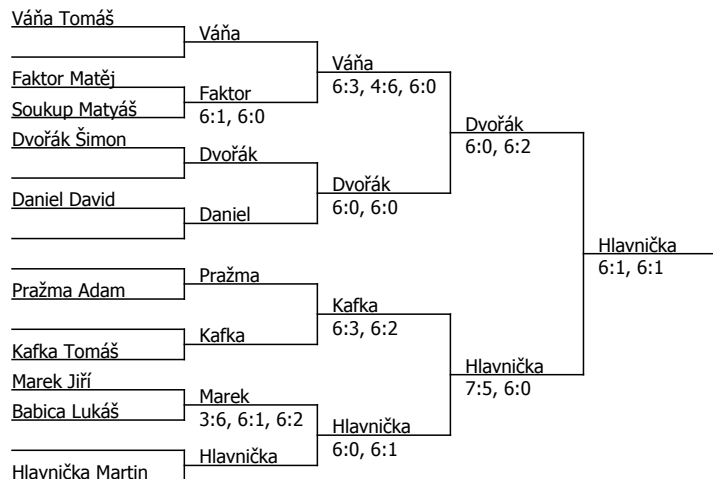 Váňa Tomáš
Váňa
Faktor Matěj
Soukup Matyáš
Faktor
6:1, 6:0
Váňa
6:3, 4:6, 6:0
Dvořák Šimon
Dvořák
Daniel David
Daniel
Dvořák
6:0, 6:0
Dvořák
6:0, 6:2
Pražma Adam
Pražma
Kafka Tomáš
Kafka
Kafka
6:3, 6:2
Marek Jiří
Babica Lukáš
Marek
3:6, 6:1, 6:2
Hlavnička Martin
Hlavnička
Hlavnička
6:0, 6:1
Hlavnička
7:5, 6:0
Hlavnička
6:1, 6:1